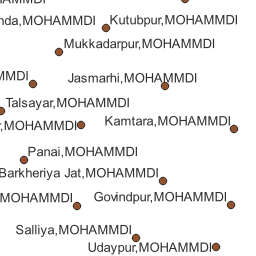 nda,MOHAMMDI
Kutubpur,MOHAMMDI
Mukkadarpur,MOHAMMDI
MMDI
Jasmarhi,MOHAMMDI
Talsayar,MOHAMMDI
,MOHAMMDI
Kamtara,MOHAMMDI
Panai,MOHAMMDI
Barkheriya Jat,MOHAMMDI
MOHAMMDI
Govindpur,MOHAMMDI
Salliya,MOHAMMDI
Udaypur,MOHAMMDI